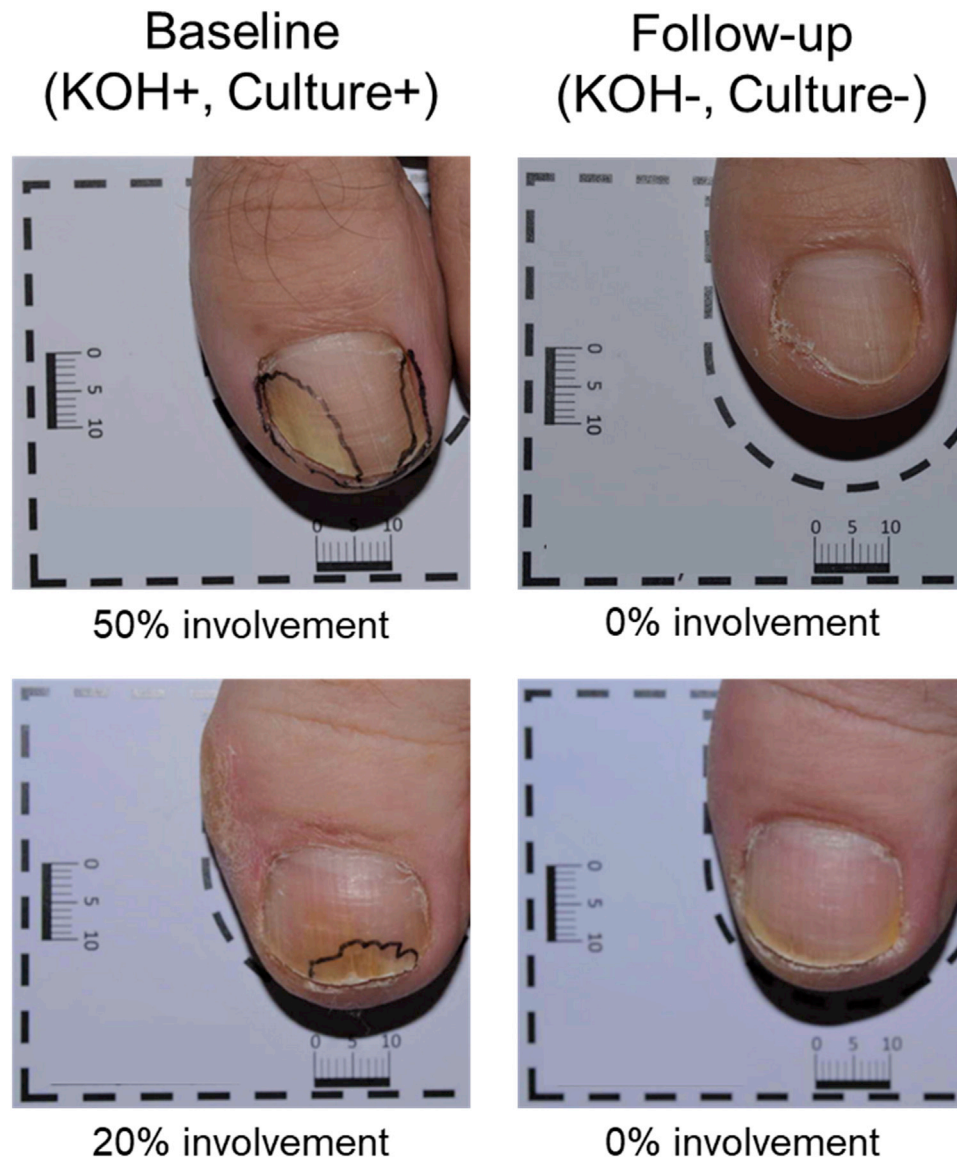 Baseline
(KOH+, Culture+)
Follow-up
(KOH-, Culture-)
0
5
10
0 5 10
0
5
10
0 5 10
50% involvement
0% involvement
0
5
10
0 5 10
0
5
10
0 5 10
20% involvement
0% involvement